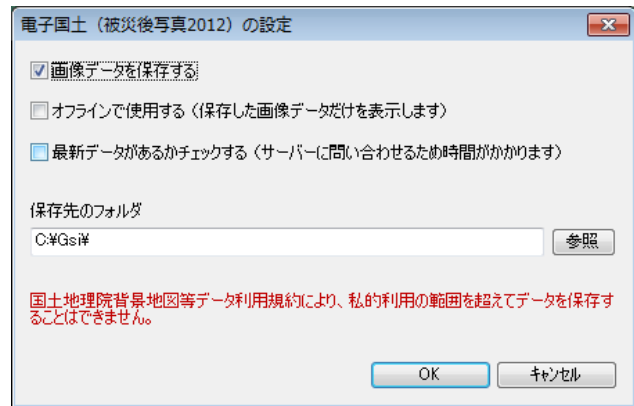 電子国土（被災後写真2012）の設定
画像データを保存する
オフラインで使用する（保存した画像データだけを表示します）
最新データがあるかチェックする（サーバーに問い合わせるため時間がかかります）
保存先のフォルダ
C:¥Gsi¥
参照
国土地理院背景地図等データ利用規約により、私的利用の範囲を超えてデータを保存す
ることはできません。
OK
キャンセル